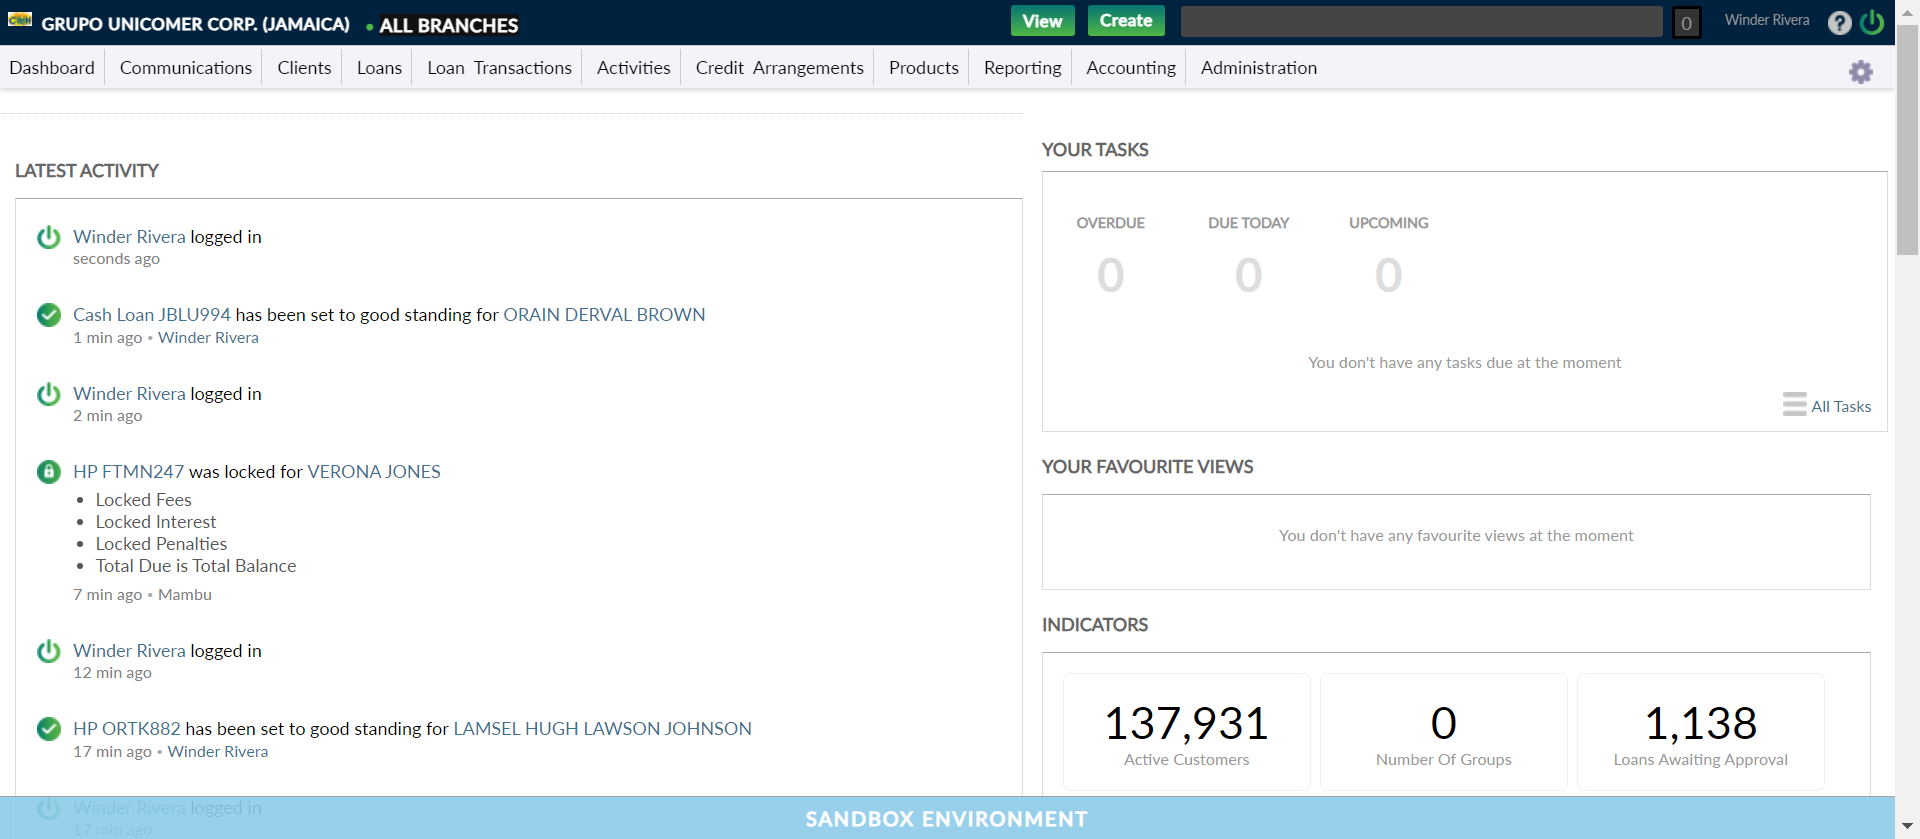 GRUPO UNICOMER CORP. (JAMAICA) • ALL BRANCHES
View
Create
0
Winder Rivera
?
Dashboard
Communications
Clients
Loans
Loan Transactions
Activities
Credit Arrangements
Products
Reporting
Accounting
Administration
LATEST ACTIVITY
Winder Rivera logged in
seconds ago
Cash Loan JBLU994 has been set to good standing for ORAIN DERVAL BROWN
1 min ago • Winder Rivera
Winder Rivera logged in
2 min ago
HP FTMN247 was locked for VERONA JONES
• Locked Fees
• Locked Interest
• Locked Penalties
• Total Due is Total Balance
7 min ago • Mambu
Winder Rivera logged in
12 min ago
HP ORTK882 has been set to good standing for LAMSEL HUGH LAWSON JOHNSON
17 min ago • Winder Rivera
Winder Rivera logged in
17 min ago
YOUR TASKS
OVERDUE
0
DUE TODAY
0
UPCOMING
0
You don't have any tasks due at the moment
All Tasks
YOUR FAVOURITE VIEWS
You don't have any favourite views at the moment
INDICATORS
137,931
Active Customers
0
Number Of Groups
1,138
Loans Awaiting Approval
SANDBOX ENVIRONMENT